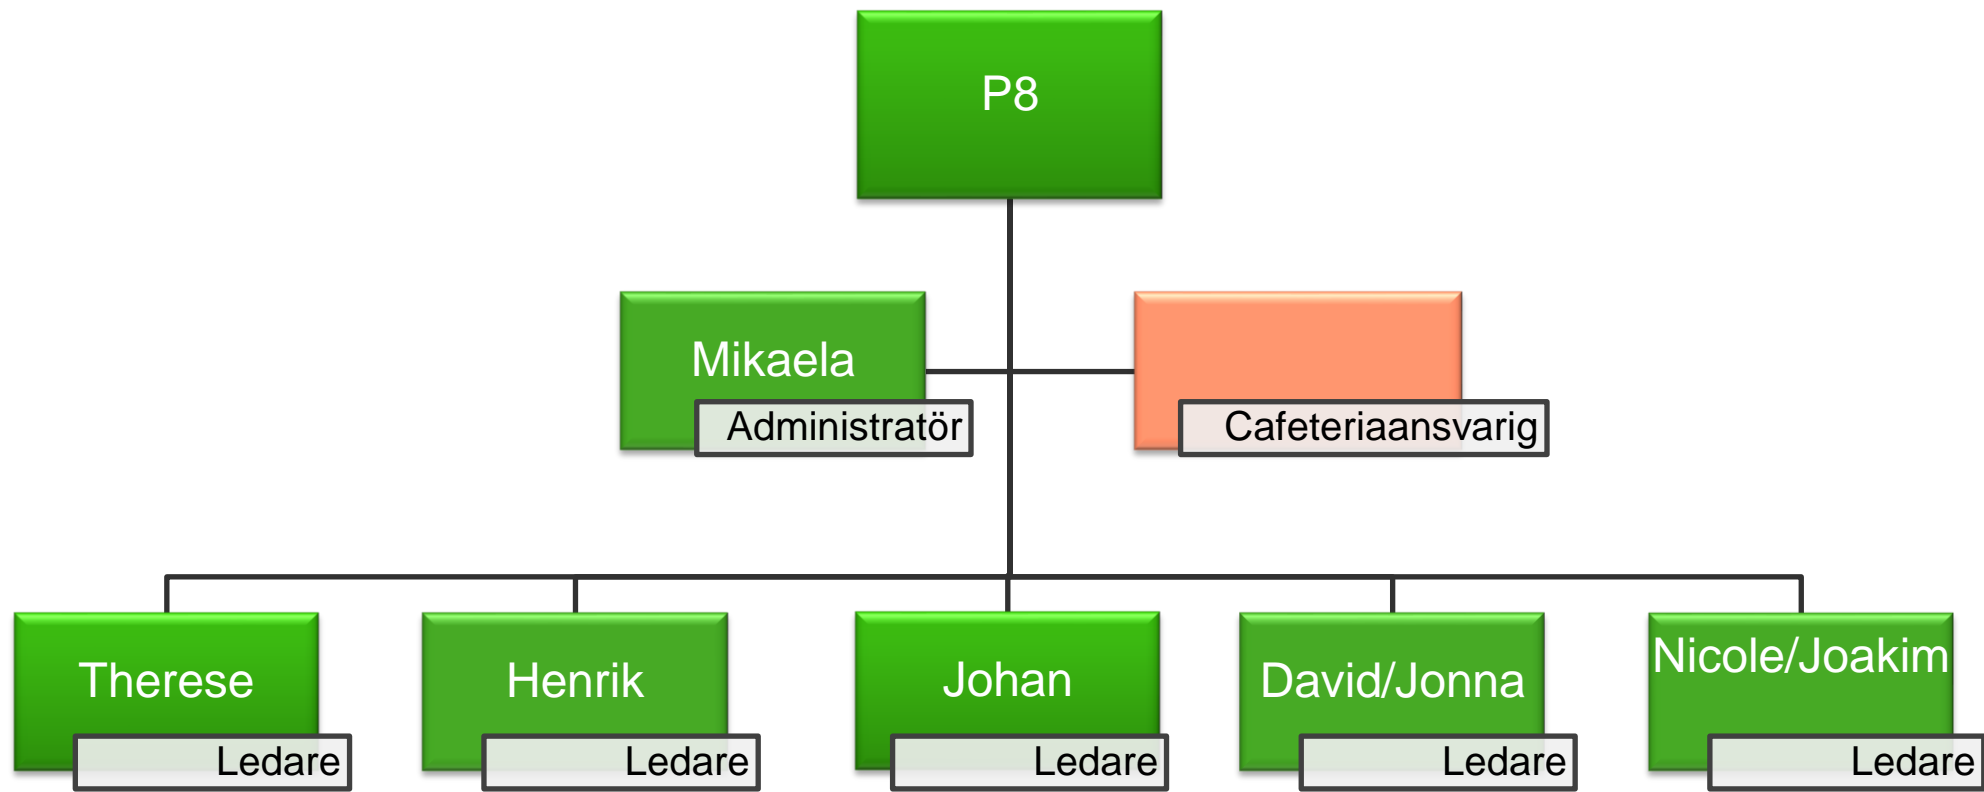 P8
Mikaela
Administratör
Cafeteriaansvarig
Therese
Ledare
Henrik
Ledare
Johan
Ledare
David/Jonna
Ledare
Nicole/Joakim
Ledare